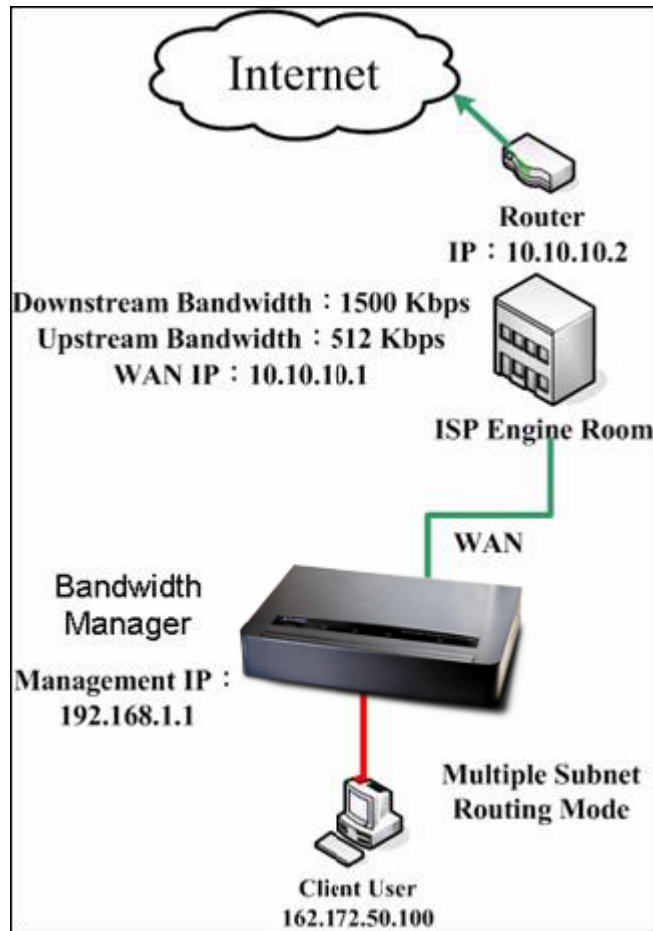 Internet
Router
IP：10.10.10.2
Downstream Bandwidth：1500 Kbps
Upstream Bandwidth：512 Kbps
WAN IP：10.10.10.1
ISP Engine Room
WAN
Bandwidth
Manager
Management IP：
192.168.1.1
Multiple Subnet
Routing Mode
Client User
162.172.50.100